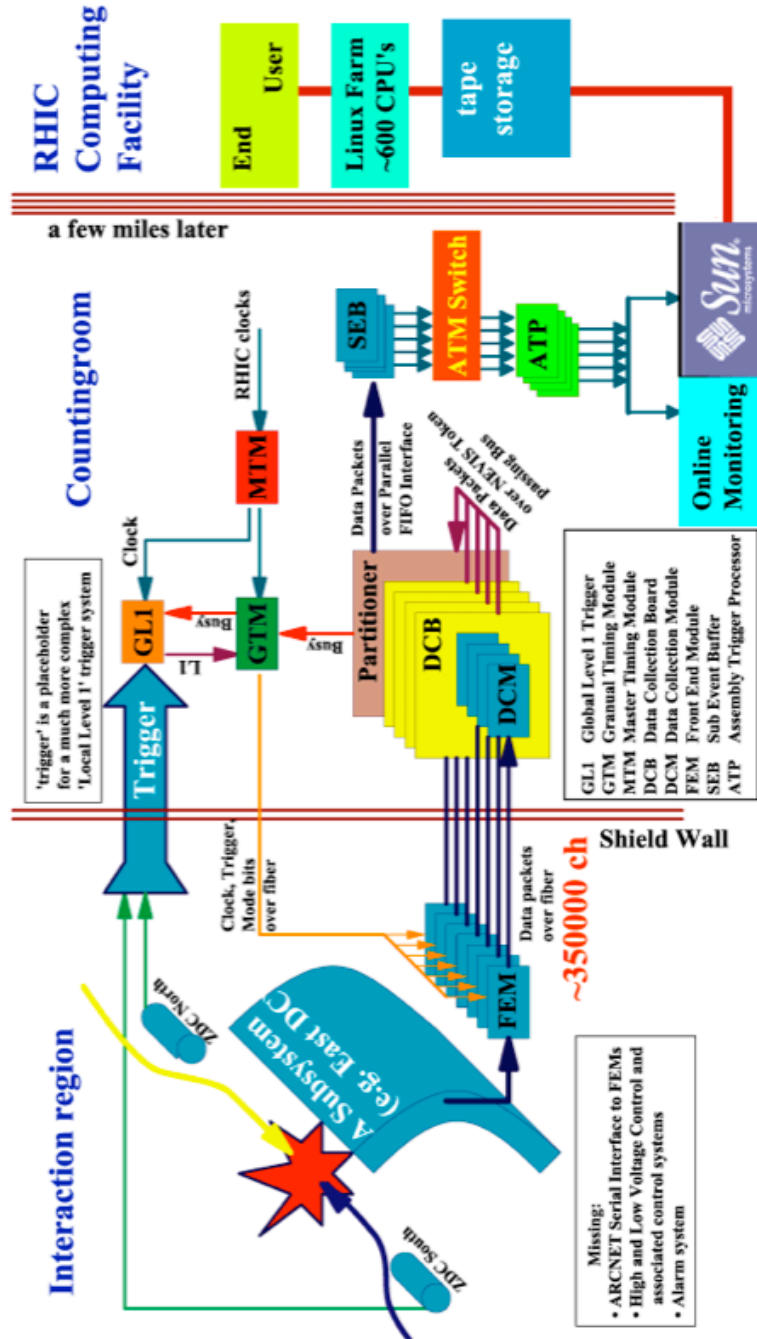 Interaction region
Countingroom
RHIC
Computing
Facility
ZDC South
ZDC North
A Subsystem
(e.g. East DC)
FEM
Missing:
• ARCNET Serial Interface to FEMs
• High and Low Voltage Control and
associated control systems
• Alarm system
Clock, Trigger,
Mode bits
over fiber
Data packets
over fiber
~350000 ch
Shield Wall
'trigger' is a placeholder
for a much more complex
'Local Level 1' trigger system
Trigger
GL1
Clock
L1
Busy
GTM
MTM
RHIC clocks
Busy
Partitioner
DCB
DCM
Data Packets
over NEVIS Token
passing Bus
Data Packets
over Parallel
FIFO Interface
SEB
ATM Switch
ATP
GL1 Global Level 1 Trigger
GTM Granual Timing Module
MTM Master Timing Module
DCB Data Collection Board
DCM Data Collection Module
FEM Front End Module
SEB Sub Event Buffer
ATP Assembly Trigger Processor
Online
Monitoring
Sun
microsystems
a few miles later
End
User
Linux Farm
~600 CPU's
tape
storage